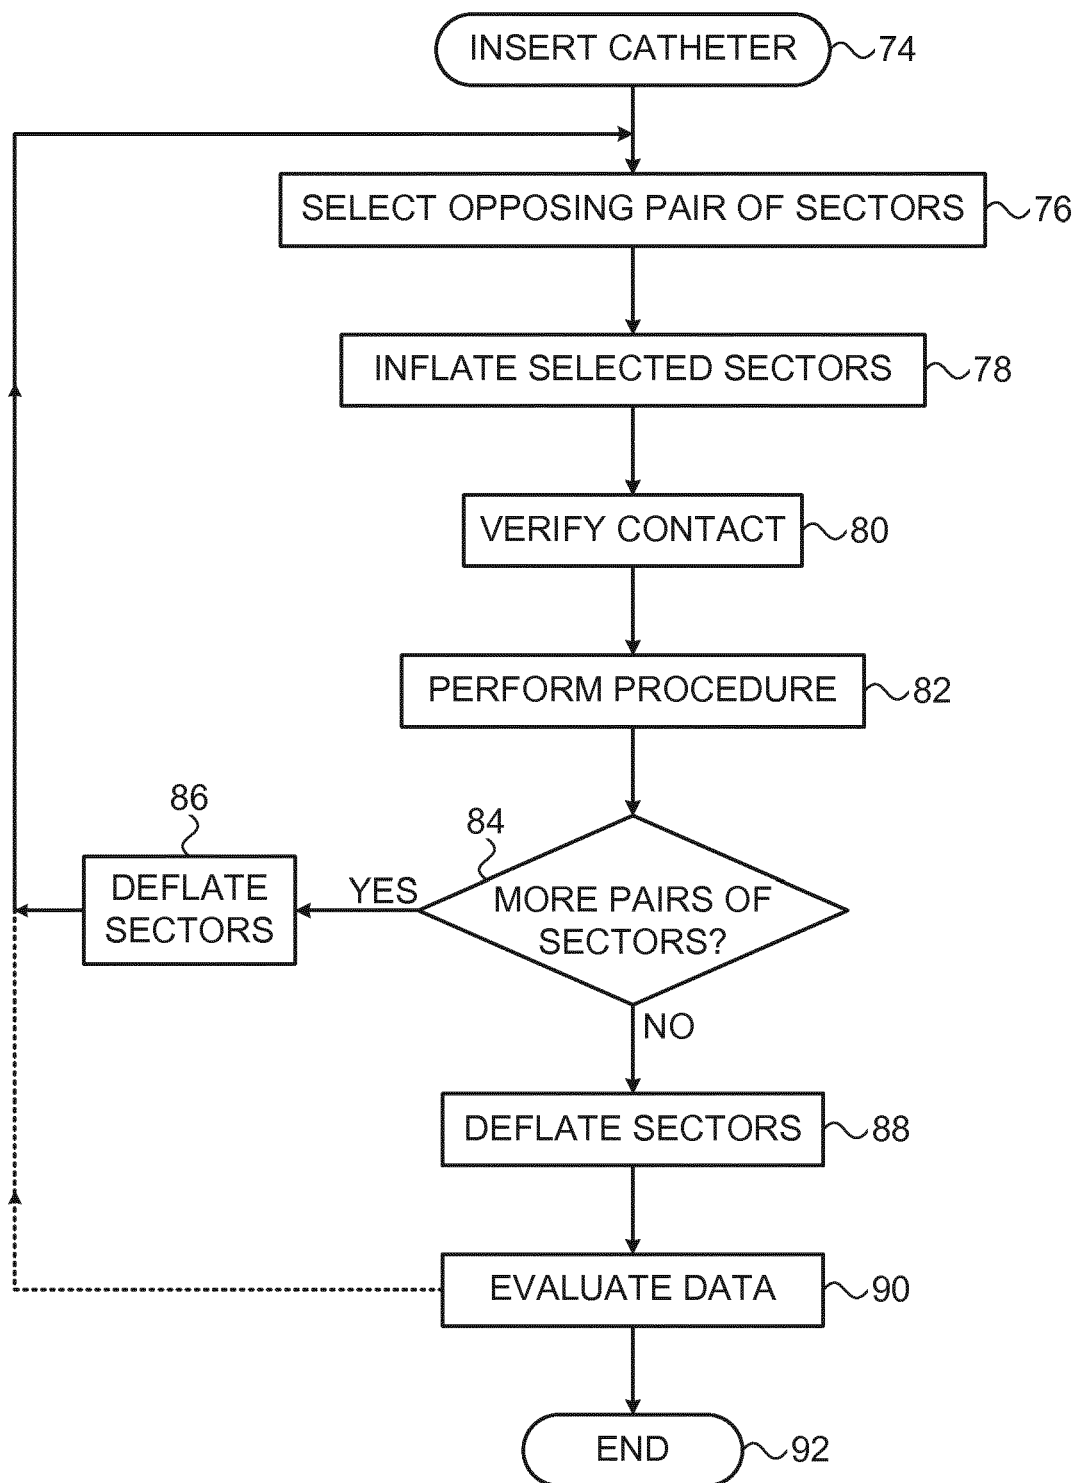 INSERT CATHETER
74
SELECT OPPOSING PAIR OF SECTORS
76
INFLATE SELECTED SECTORS
78
VERIFY CONTACT
80
PERFORM PROCEDURE
82
84
MORE PAIRS OF
SECTORS?
YES
86
DEFLATE
SECTORS
NO
DEFLATE SECTORS
88
EVALUATE DATA
90
END
92